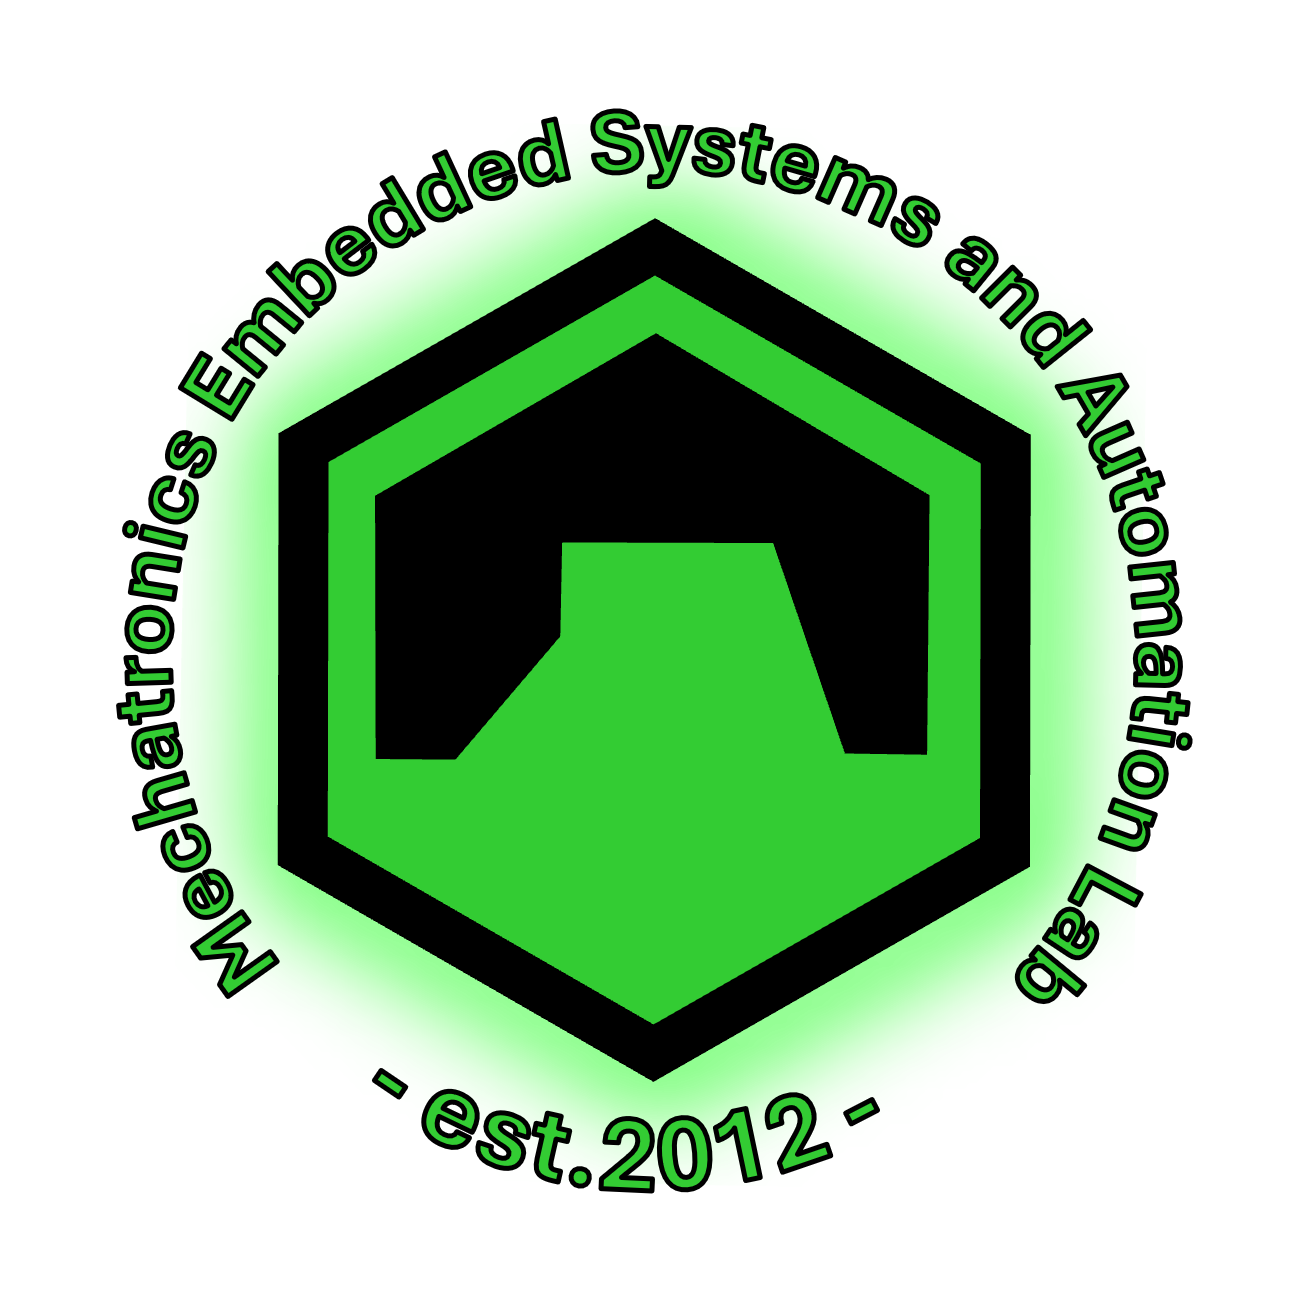 Mechatronics Embedded Systems and Automation Lab
- est.2012 -